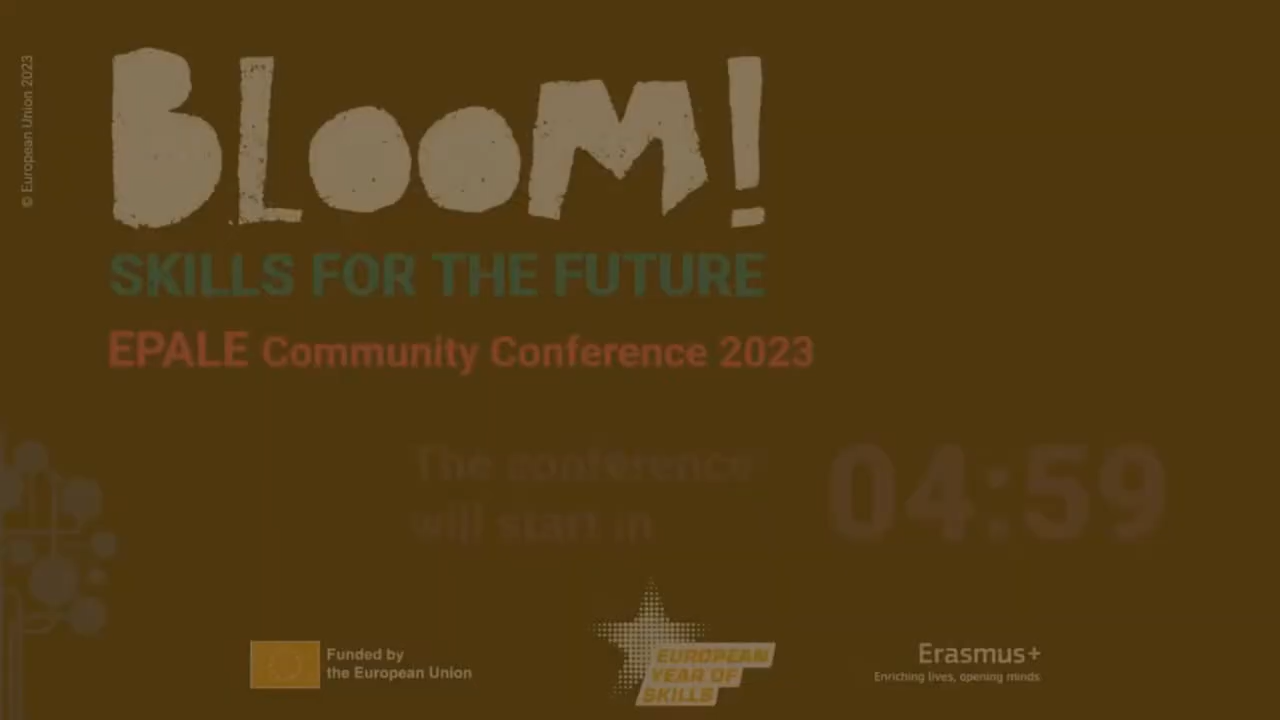 © European Union 2023
BLOOM!
SKILLS FOR THE FUTURE
EPALE Community Conference 2023
The conference
will start in
04:59
Funded by
the European Union
EUROPEAN
YEAR OF
SKILLS
Erasmus+
Enriching lives, opening minds